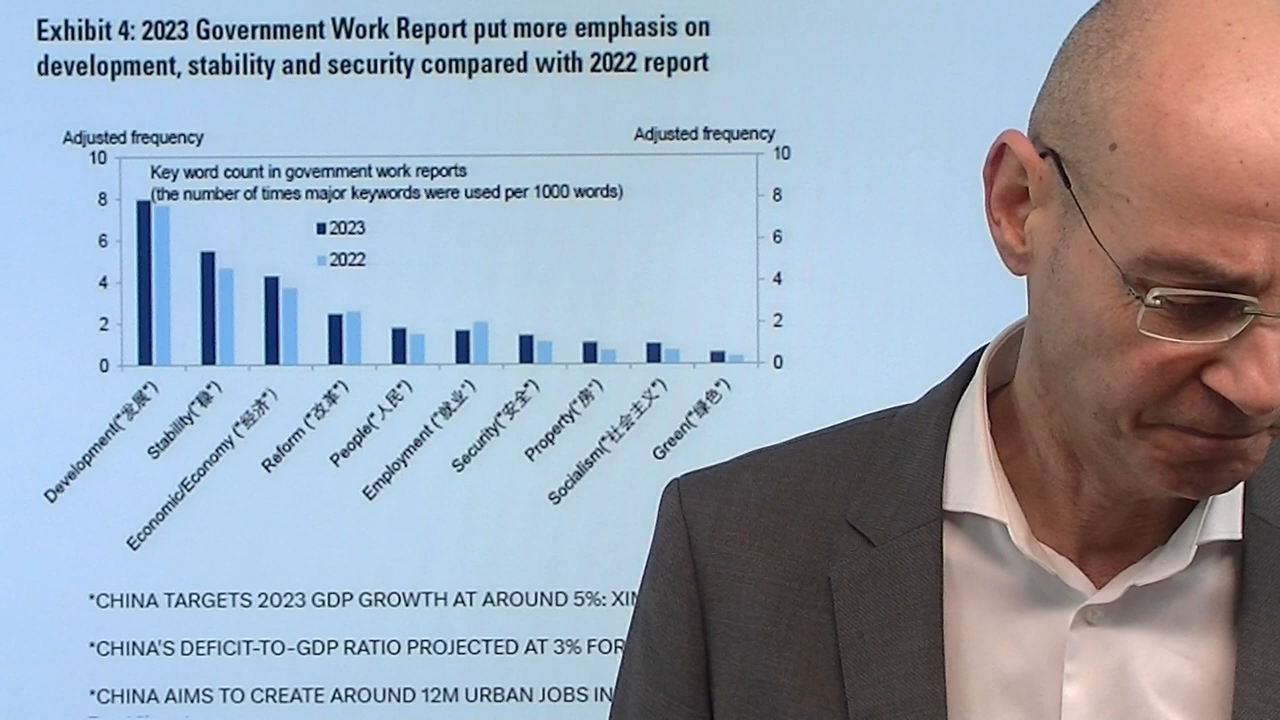 Exhibit 4: 2023 Government Work Report put more emphasis on
development, stability and security compared with 2022 report
Adjusted frequency
Adjusted frequency
10
8
6
4
2
0
Key word count in government work reports
(the number of times major keywords were used per 1000 words)
2023
2022
10
8
6
4
2
0
Development("发展")
Stability("稳")
Economic/Economy ("经济")
Reform ("改革")
People("人民")
Employment ("就业")
Security("安全")
Property("房")
Socialism("社会主义")
Green("绿色")
*CHINA TARGETS 2023 GDP GROWTH AT AROUND 5%: XIN
*CHINA'S DEFICIT-TO-GDP RATIO PROJECTED AT 3% FOR
*CHINA AIMS TO CREATE AROUND 12M URBAN JOBS IN